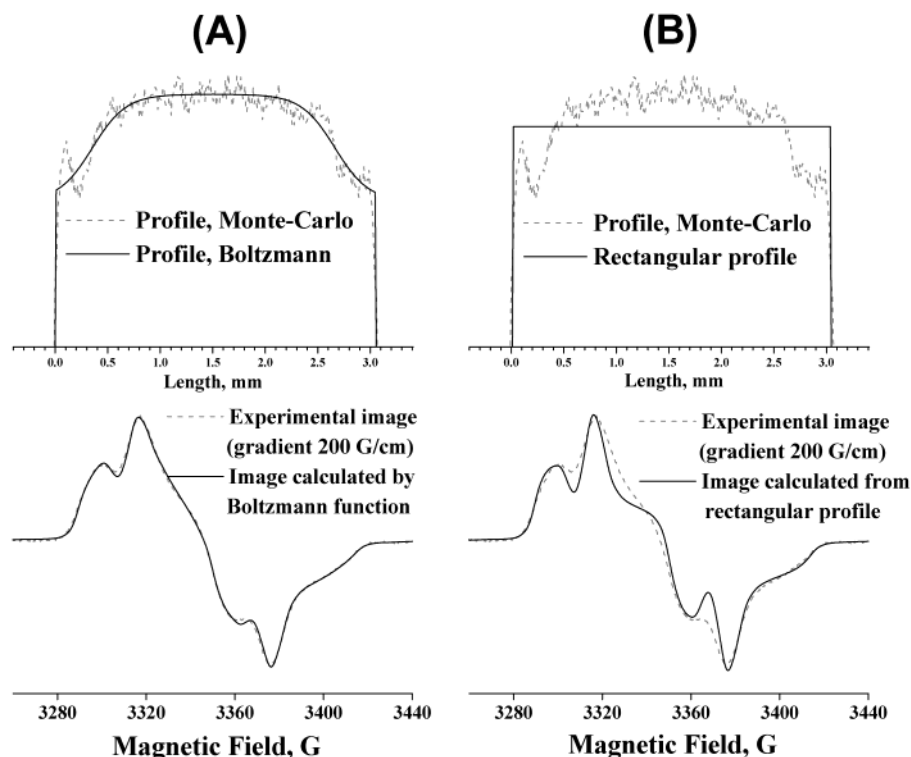 (A)
Profile, Monte-Carlo
Profile, Boltzmann
0.0 0.5 1.0 1.5 2.0 2.5 3.0
Length, mm
Experimental image
(gradient 200 G/cm)
Image calculated by
Boltzmann function
3280 3320 3360 3400 3440
Magnetic Field, G
(B)
Profile, Monte-Carlo
Rectangular profile
0.0 0.5 1.0 1.5 2.0 2.5 3.0
Length, mm
Experimental image
(gradient 200 G/cm)
Image calculated from
rectangular profile
3280 3320 3360 3400 3440
Magnetic Field, G